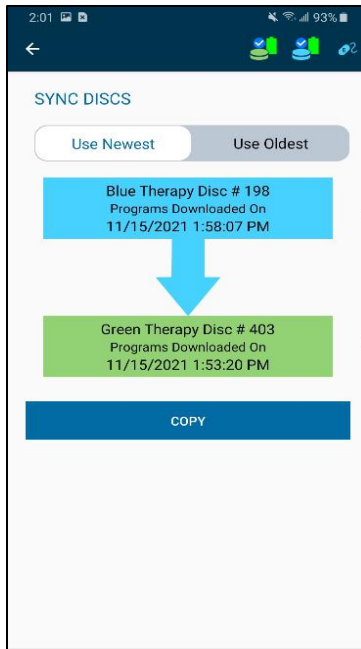 2:01 93%
SYNC DISCS
Use Newest Use Oldest
Blue Therapy Disc # 198
Programs Downloaded On
11/15/2021 1:58:07 PM
Green Therapy Disc # 403
Programs Downloaded On
11/15/2021 1:53:20 PM
COPY